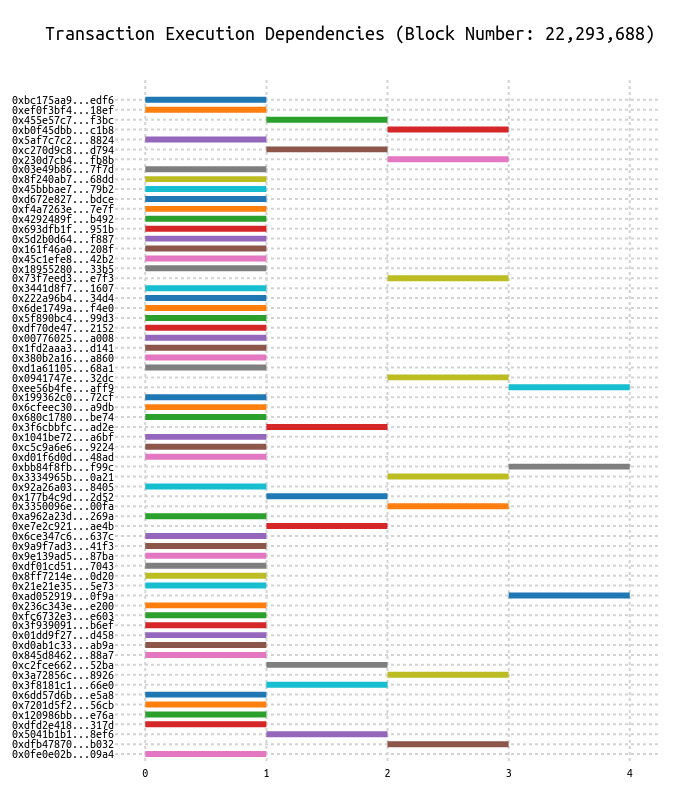 Transaction Execution Dependencies (Block Number: 22,293,688)
0xbc175aa9...edf6
0xef0f3bf4...18ef
0x455e57c7...f3bc
0xb0f45dbb...c1b8
0x5af7c7c2...8824
0xc270d9c8...d794
0x230d7cb4...fb8b
0x03e49b86...7f7d
0x8f240ab7...68dd
0x45bbbae7...79b2
0xd672e827...bdce
0xf4a7263e...7e7f
0x4292489f...b492
0x693dfb1f...951b
0x5d2b0d64...f887
0x161f46a0...208f
0x45c1efe8...42b2
0x18955280...33b5
0x73f7eed3...e7f3
0x3441d8f7...1607
0x222a96b4...34d4
0x6de1749a...f4e0
0x5f890bc4...99d3
0xdf70de47...2152
0x00776025...a008
0x1fd2aaa3...d141
0x380b2a16...a860
0xd1a61105...68a1
0x0941747e...32dc
0xee56b4fe...aff9
0x199362c0...72cf
0x6cfeec30...a9db
0x680c1780...be74
0x3f6cbbfc...ad2e
0x1041be72...a6bf
0xc5c9a6e6...9224
0xd01f6d0d...48ad
0xbb84f8fb...f99c
0x3334965b...0a21
0x92a26a03...8405
0x177b4c9d...2d52
0x3350096e...00fa
0xa962a23d...269a
0xe7e2c921...ae4b
0x6ce347c6...637c
0x9a9f7ad3...41f3
0x9e139ad5...87ba
0xdf01cd51...7043
0x8ff7214e...0d20
0x21e21e35...5e73
0xad052919...0f9a
0x236c343e...e200
0xfc6732e3...e603
0x3f939091...b6ef
0x01dd9f27...d458
0xd0ab1c33...ab9a
0x845d8462...88a7
0xc2fce662...52ba
0x3a72856c...8926
0x3f8181c1...66e0
0x6dd57d6b...e5a8
0x7201d5f2...56cb
0x120986bb...e76a
0xdfd2e418...317d
0x5041b1b1...8ef6
0xdfb47870...b032
0x0fe0e02b...09a4
0 1 2 3 4